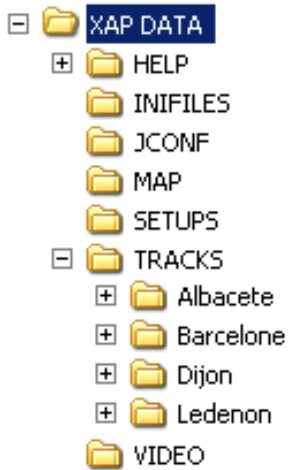 XAP DATA
HELP
INIFILES
JCONF
MAP
SETUPS
TRACKS
Albacete
Barcelone
Dijon
Ledenon
VIDEO